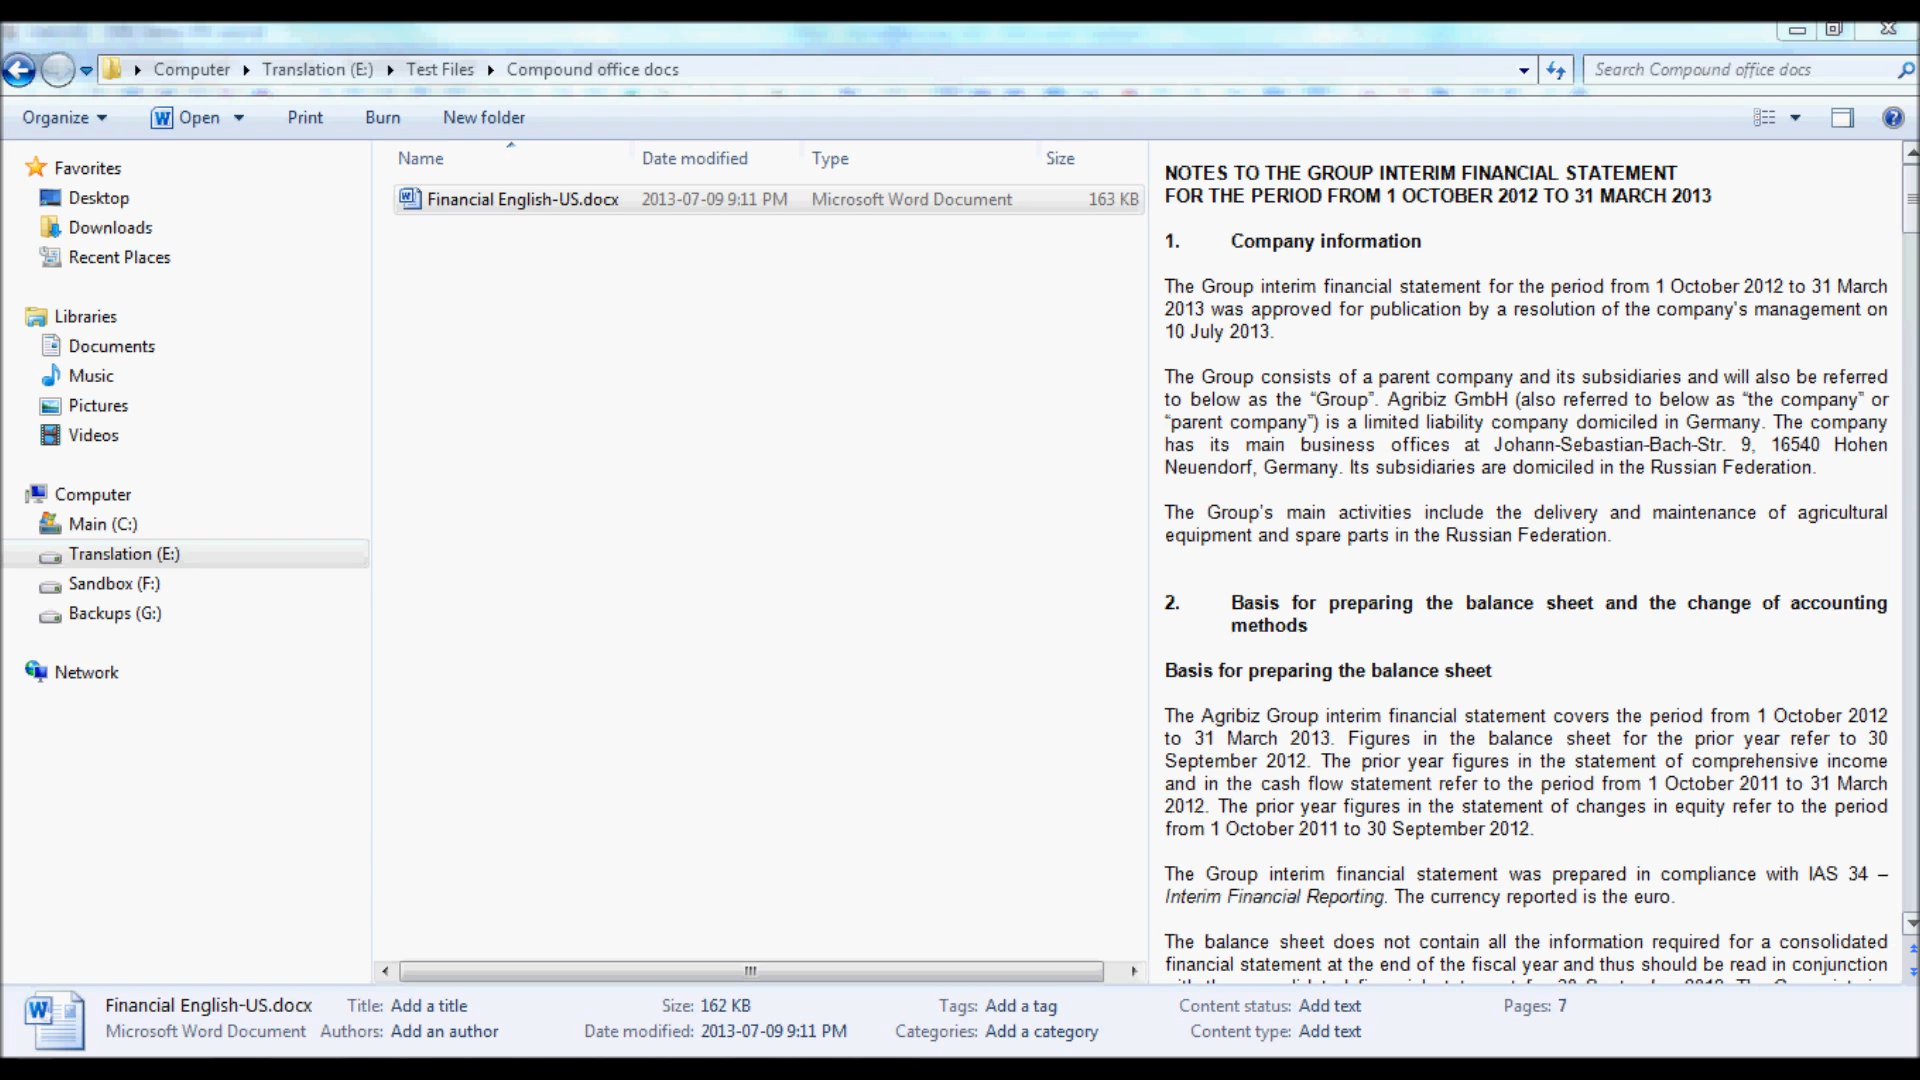 Computer Translation (E:) Test Files Compound office docs
Search Compound office docs
Organize Open Print Burn New folder
Name Date modified Type Size
Financial English-US.docx 2013-07-09 9:11 PM Microsoft Word Document 163 KB
Favorites
Desktop
Downloads
Recent Places
Libraries
Documents
Music
Pictures
Videos
Computer
Main (C:)
Translation (E:)
Sandbox (F:)
Backups (G:)
Network
NOTES TO THE GROUP INTERIM FINANCIAL STATEMENT
FOR THE PERIOD FROM 1 OCTOBER 2012 TO 31 MARCH 2013
1. Company information
The Group interim financial statement for the period from 1 October 2012 to 31 March
2013 was approved for publication by a resolution of the company's management on
10 July 2013.
The Group consists of a parent company and its subsidiaries and will also be referred
to below as the “Group”. Agribiz GmbH (also referred to below as “the company” or
“parent company”) is a limited liability company domiciled in Germany. The company
has its main business offices at Johann-Sebastian-Bach-Str. 9, 16540 Hohen
Neuendorf, Germany. Its subsidiaries are domiciled in the Russian Federation.
The Group’s main activities include the delivery and maintenance of agricultural
equipment and spare parts in the Russian Federation.
2. Basis for preparing the balance sheet and the change of accounting
methods
Basis for preparing the balance sheet
The Agribiz Group interim financial statement covers the period from 1 October 2012
to 31 March 2013. Figures in the balance sheet for the prior year refer to 30
September 2012. The prior year figures in the statement of comprehensive income
and in the cash flow statement refer to the period from 1 October 2011 to 31 March
2012. The prior year figures in the statement of changes in equity refer to the period
from 1 October 2011 to 30 September 2012.
The Group interim financial statement was prepared in compliance with IAS 34 –
Interim Financial Reporting. The currency reported is the euro.
The balance sheet does not contain all the information required for a consolidated
financial statement at the end of the fiscal year and thus should be read in conjunction
Financial English-US.docx Title: Add a title Size: 162 KB Tags: Add a tag Content status: Add text Pages: 7
Microsoft Word Document Authors: Add an author Date modified: 2013-07-09 9:11 PM Categories: Add a category Content type: Add text